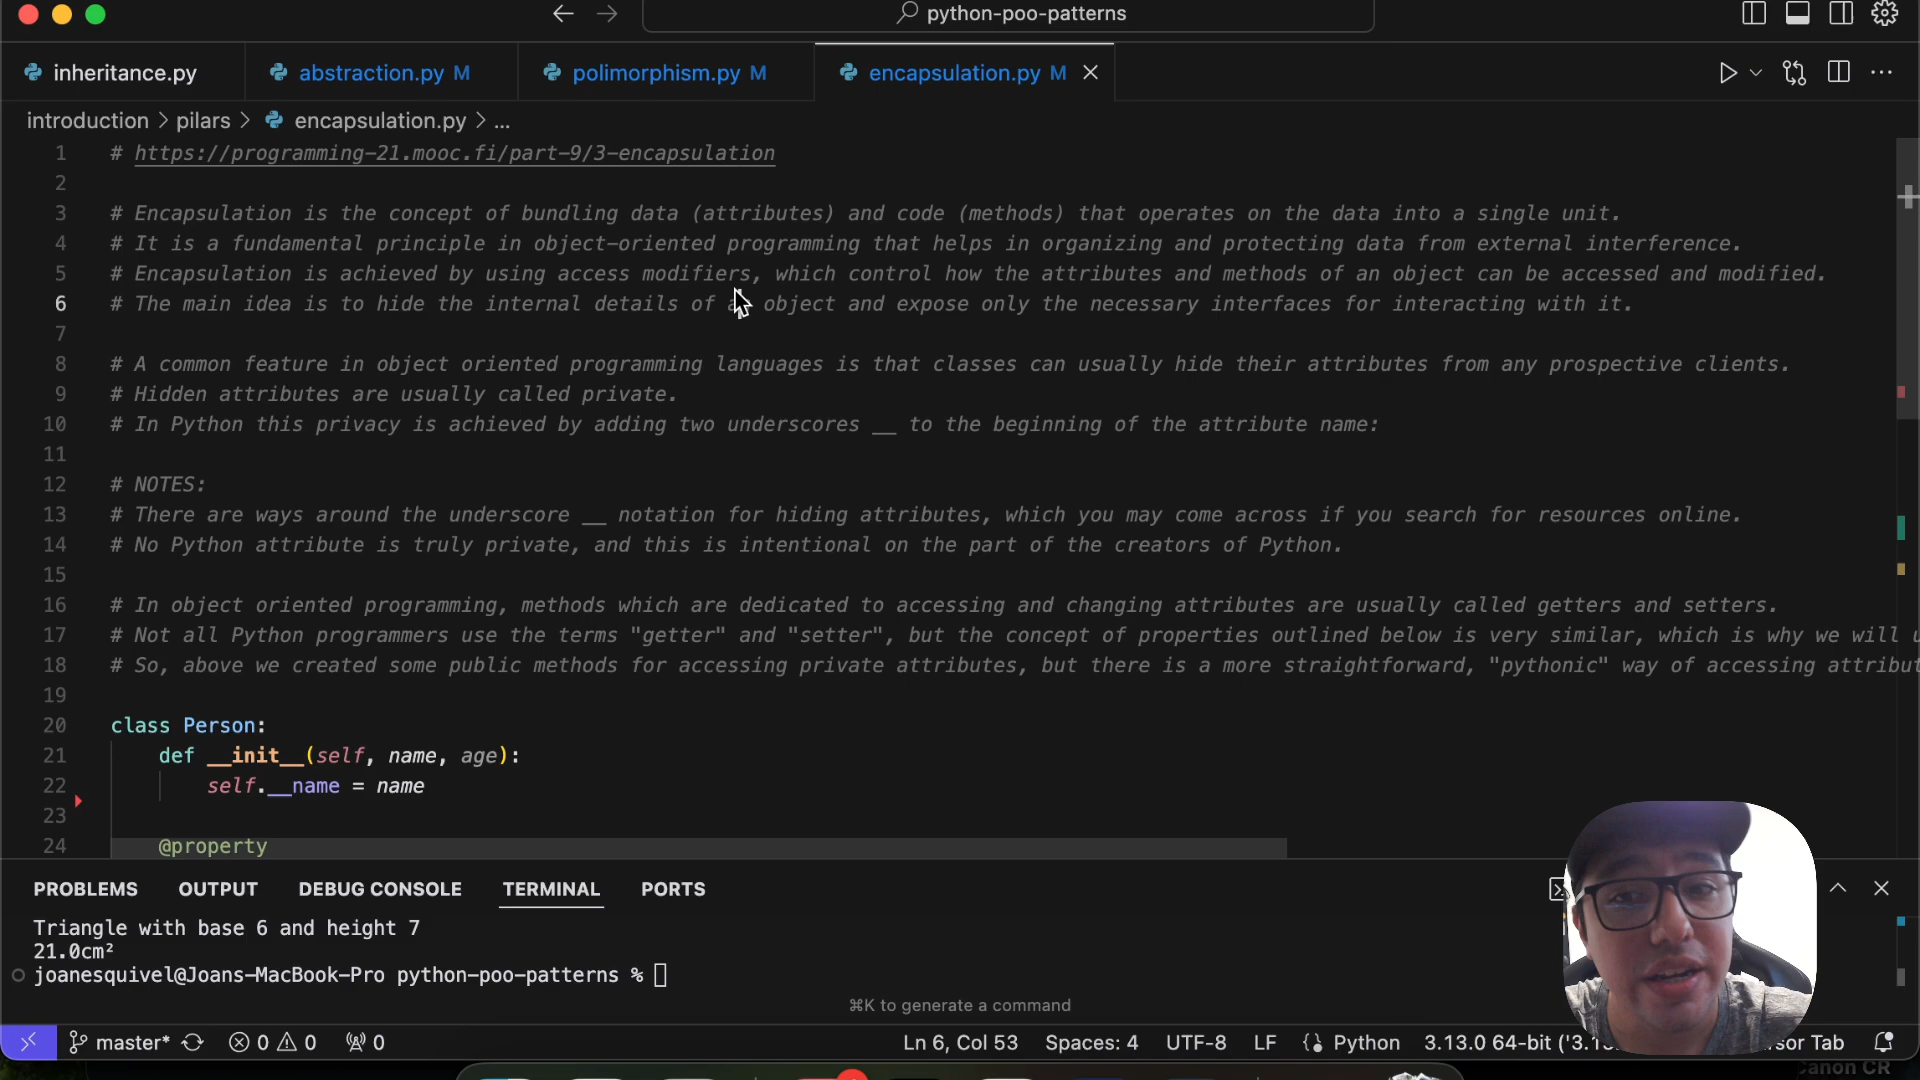 python-poo-patterns
inheritance.py
abstraction.py M
polimorphism.py M
encapsulation.py M
introduction > pilars > encapsulation.py > ...
1 # https://programming-21.mooc.fi/part-9/3-encapsulation
2
3 # Encapsulation is the concept of bundling data (attributes) and code (methods) that operates on the data into a single unit.
4 # It is a fundamental principle in object-oriented programming that helps in organizing and protecting data from external interference.
5 # Encapsulation is achieved by using access modifiers, which control how the attributes and methods of an object can be accessed and modified.
6 # The main idea is to hide the internal details of an object and expose only the necessary interfaces for interacting with it.
7
8 # A common feature in object oriented programming languages is that classes can usually hide their attributes from any prospective clients.
9 # Hidden attributes are usually called private.
10 # In Python this privacy is achieved by adding two underscores __ to the beginning of the attribute name:
11
12 # NOTES:
13 # There are ways around the underscore __ notation for hiding attributes, which you may come across if you search for resources online.
14 # No Python attribute is truly private, and this is intentional on the part of the creators of Python.
15
16 # In object oriented programming, methods which are dedicated to accessing and changing attributes are usually called getters and setters.
17 # Not all Python programmers use the terms "getter" and "setter", but the concept of properties outlined below is very similar, which is why we will
18 # So, above we created some public methods for accessing private attributes, but there is a more straightforward, "pythonic" way of accessing
19
20 class Person:
21 def __init__(self, name, age):
22 self.__name = name
23
24 @property
PROBLEMS OUTPUT DEBUG CONSOLE TERMINAL PORTS
Triangle with base 6 and height 7
21.0cm²
joanesquivel@Joans-MacBook-Pro python-poo-patterns %
⌘K to generate a command
master* 0 0 0 Ln 6, Col 53 Spaces: 4 UTF-8 LF Python 3.13.0 64-bit Tab